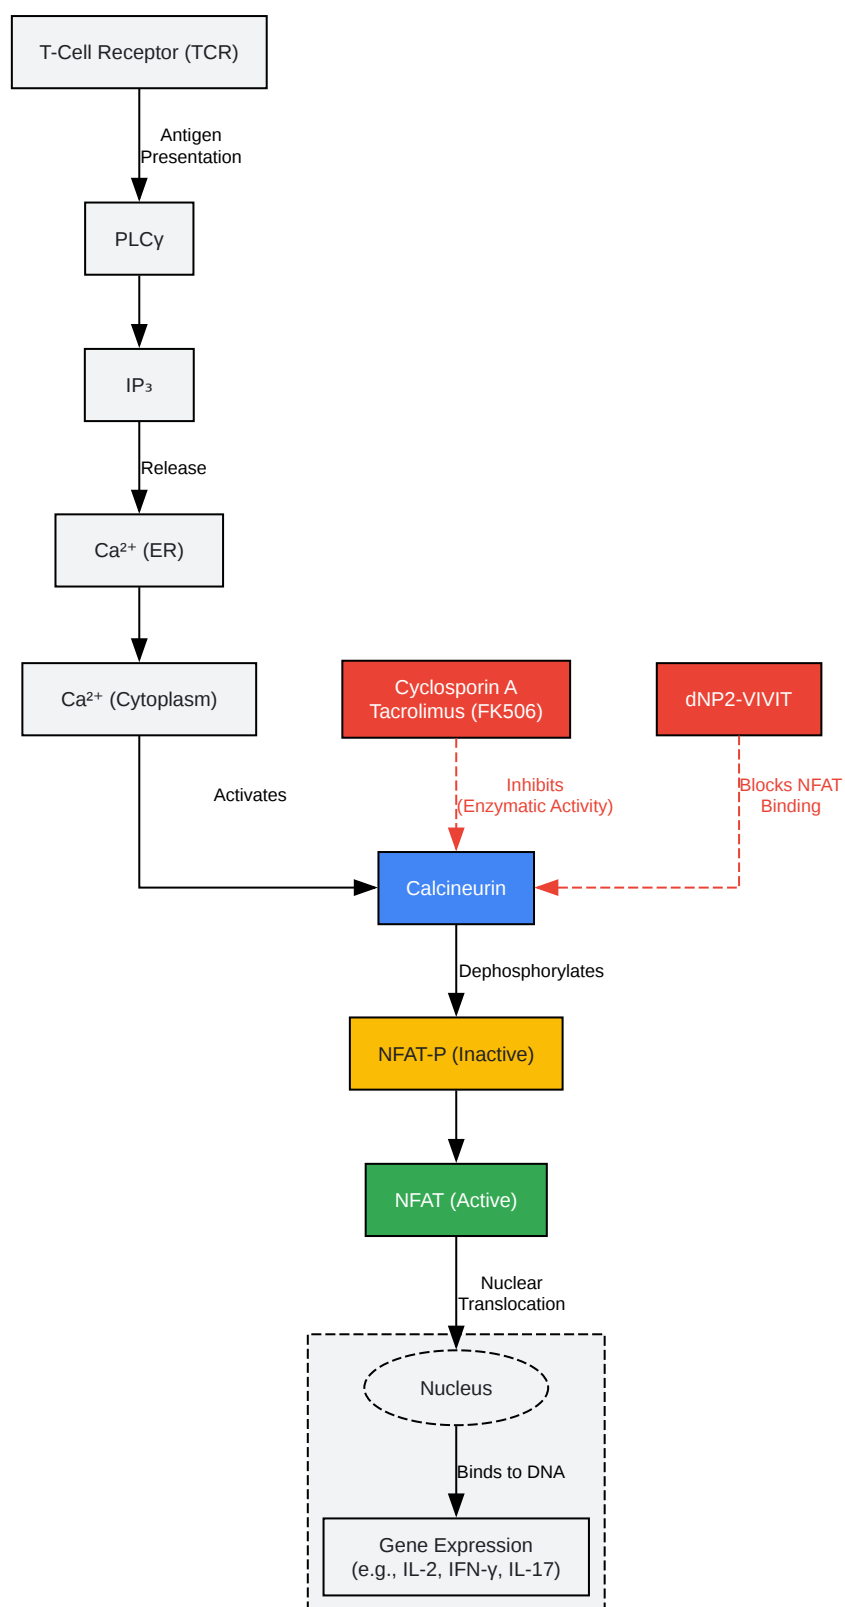 T-Cell Receptor (TCR)
Antigen
Presentation
PLCγ
IP₃
Release
Ca²⁺ (ER)
Ca²⁺ (Cytoplasm)
Cyclosporin A
Tacrolimus (FK506)
dNP2-VIVIT
Activates
Inhibits
(Enzymatic Activity)
Blocks NFAT
Binding
Calcineurin
Dephosphorylates
NFAT-P (Inactive)
NFAT (Active)
Nuclear
Translocation
Nucleus
Binds to DNA
Gene Expression
(e.g., IL-2, IFN-γ, IL-17)